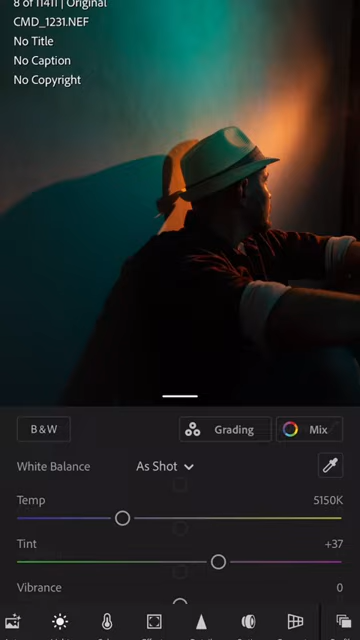 8 of 11411 | Original
CMD_1231.NEF
No Title
No Caption
No Copyright
B&W
Grading
Mix
White Balance
As Shot
Temp
5150K
Tint
+37
Vibrance
0